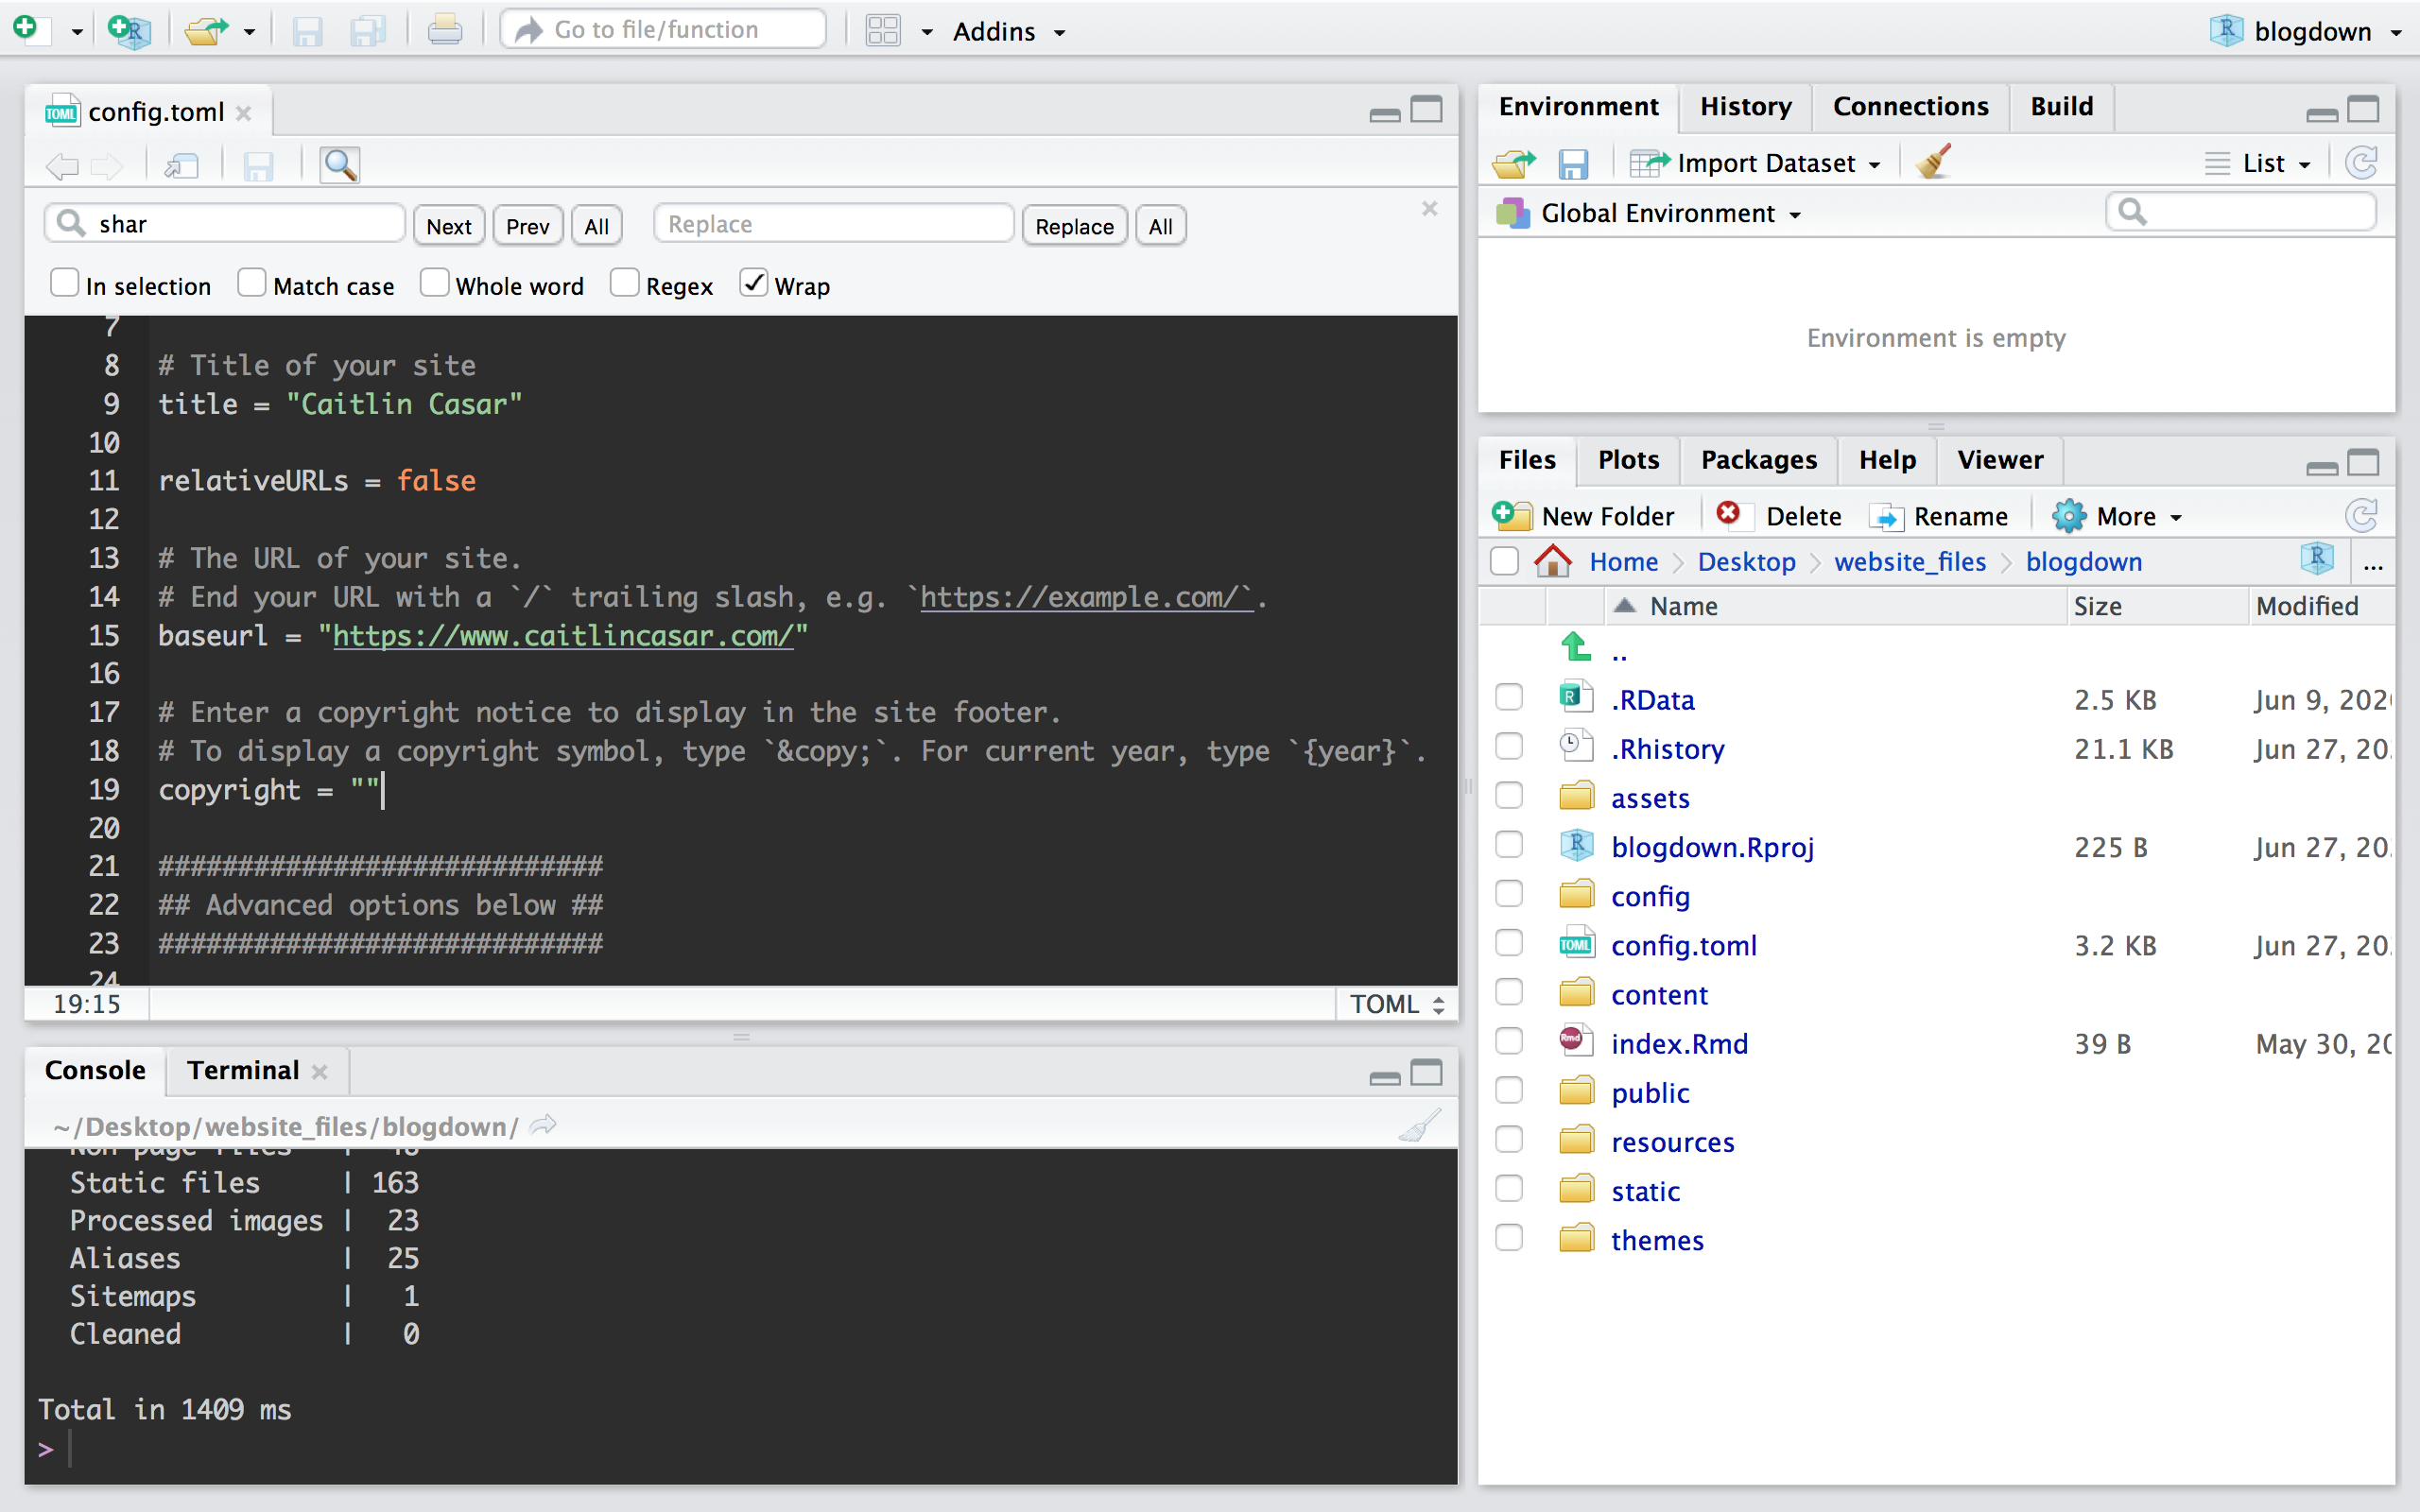 Go to file/function
Addins
blogdown
config.toml
shar
Next
Prev
All
Replace
Replace
All
In selection
Match case
Whole word
Regex
Wrap
7
8 # Title of your site
9 title = "Caitlin Casar"
10
11 relativeURLs = false
12
13 # The URL of your site.
14 # End your URL with a `/` trailing slash, e.g. `https://example.com/`.
15 baseurl = "https://www.caitlincasar.com/"
16
17 # Enter a copyright notice to display in the site footer.
18 # To display a copyright symbol, type `&copy;`. For current year, type `{year}`.
19 copyright = ""
20
21 ############################
22 ## Advanced options below ##
23 ############################
24
19:15
TOML
Console
Terminal
~/Desktop/website_files/blogdown/
Non-page files | 48
Static files | 163
Processed images | 23
Aliases | 25
Sitemaps | 1
Cleaned | 0
Total in 1409 ms
>
Environment
History
Connections
Build
Import Dataset
List
Global Environment
Environment is empty
Files
Plots
Packages
Help
Viewer
New Folder
Delete
Rename
More
Home
Desktop
website_files
blogdown
...
Name
Size
Modified
..
.RData 2.5 KB Jun 9, 202
.Rhistory 21.1 KB Jun 27, 20
assets
blogdown.Rproj 225 B Jun 27, 20
config
config.toml 3.2 KB Jun 27, 20
content
index.Rmd 39 B May 30, 20
public
resources
static
themes